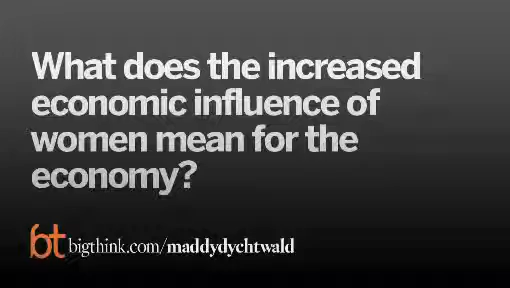 What does the increased
economic influence of
women mean for the
economy?
bt bigthink.com/maddydychtwald